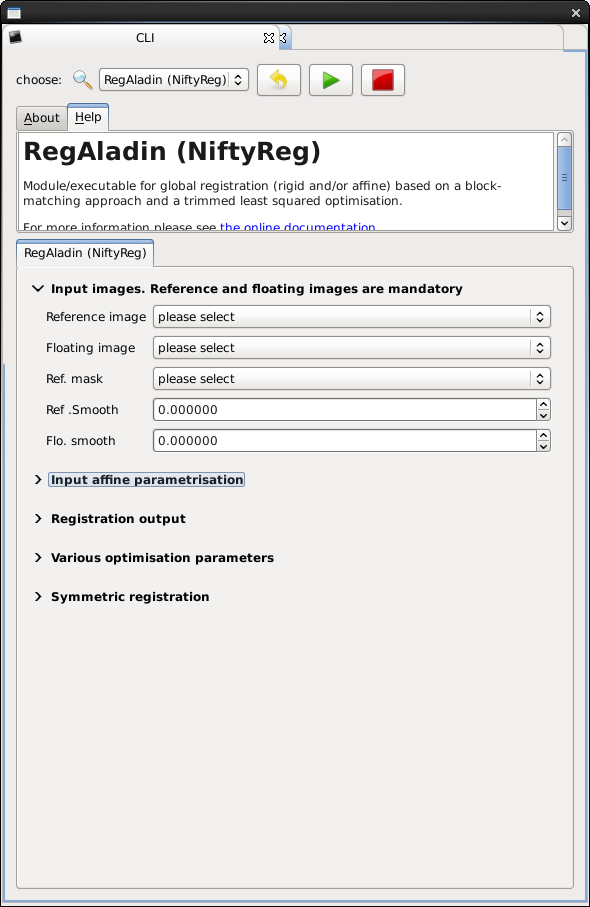 CLI
choose: RegAladin (NiftyReg)
About Help
RegAladin (NiftyReg)
Module/executable for global registration (rigid and/or affine) based on a block-
matching approach and a trimmed least squared optimisation.
For more information please see the online documentation
RegAladin (NiftyReg)
Input images. Reference and floating images are mandatory
Reference image please select
Floating image please select
Ref. mask please select
Ref .Smooth 0.000000
Flo. smooth 0.000000
Input affine parametrisation
Registration output
Various optimisation parameters
Symmetric registration